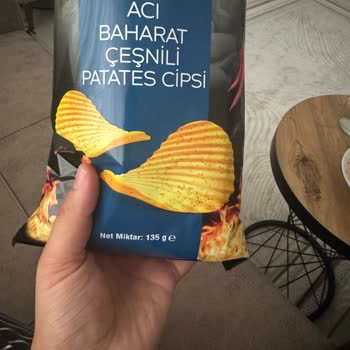 ACI
BAHARAT
ÇEŞNİLİ
PATATES CİPSİ
Net Miktar: 135 g ℮